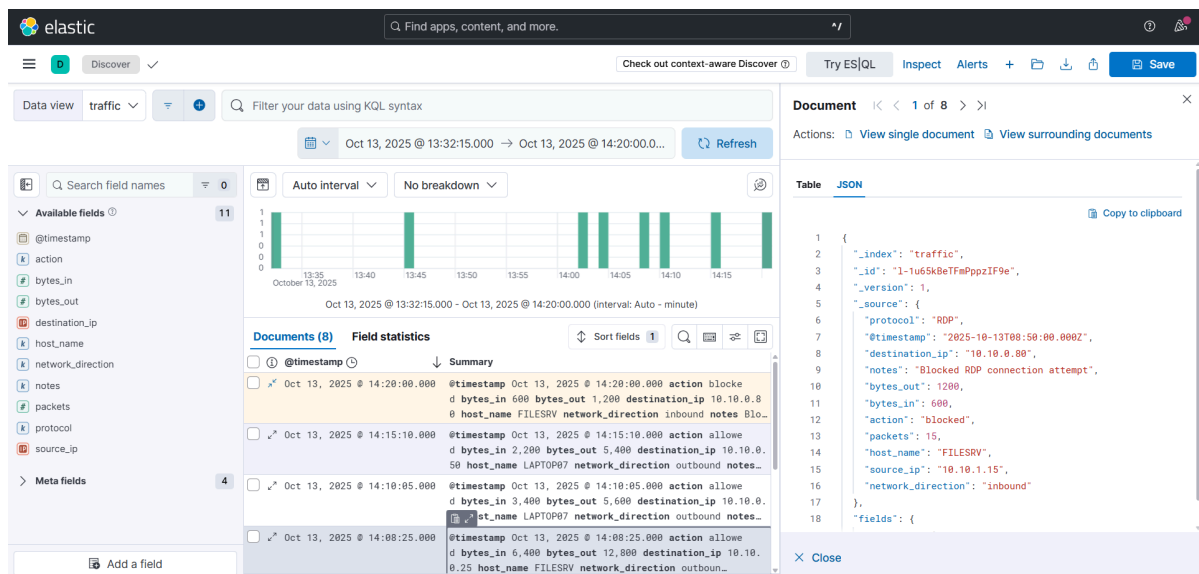 elastic
Find apps, content, and more.
^/
D
Discover
Check out context-aware Discover
Try ES|QL
Inspect
Alerts
Save
Data view
traffic
Filter your data using KQL syntax
Oct 13, 2025 @ 13:32:15.000 → Oct 13, 2025 @ 14:20:00.0...
Refresh
Search field names
0
Available fields
11
@timestamp
action
bytes_in
bytes_out
destination_ip
host_name
network_direction
notes
packets
protocol
source_ip
Meta fields
4
Add a field
Auto interval
No breakdown
1
1
1
0
0
0
13:35 13:40 13:45 13:50 13:55 14:00 14:05 14:10 14:15
October 13, 2025
Oct 13, 2025 @ 13:32:15.000 - Oct 13, 2025 @ 14:20:00.000 (interval: Auto - minute)
Documents (8)
Field statistics
Sort fields 1
@timestamp
Summary
Oct 13, 2025 @ 14:20:00.000
@timestamp Oct 13, 2025 @ 14:20:00.000 action blocke
d bytes_in 600 bytes_out 1,200 destination_ip 10.10.0.8
0 host_name FILESRV network_direction inbound notes Blo...
Oct 13, 2025 @ 14:15:10.000
@timestamp Oct 13, 2025 @ 14:15:10.000 action allowe
d bytes_in 2,200 bytes_out 5,400 destination_ip 10.10.0.
50 host_name LAPTOP07 network_direction outbound notes...
Oct 13, 2025 @ 14:10:05.000
@timestamp Oct 13, 2025 @ 14:10:05.000 action allowe
d bytes_in 3,400 bytes_out 5,600 destination_ip 10.10.0.
st_name LAPTOP07 network_direction outbound notes...
Oct 13, 2025 @ 14:08:25.000
@timestamp Oct 13, 2025 @ 14:08:25.000 action allowe
d bytes_in 6,400 bytes_out 12,800 destination_ip 10.10.
0.25 host_name FILESRV network_direction outboun...
Document
1 of 8
Actions:
View single document
View surrounding documents
Table
JSON
Copy to clipboard
1 {
2 "_index": "traffic",
3 "_id": "l-1u65kBeTFmPppzIF9e",
4 "_version": 1,
5 "_source": {
6 "protocol": "RDP",
7 "@timestamp": "2025-10-13T08:50:00.000Z",
8 "destination_ip": "10.10.0.80",
9 "notes": "Blocked RDP connection attempt",
10 "bytes_out": 1200,
11 "bytes_in": 600,
12 "action": "blocked",
13 "packets": 15,
14 "host_name": "FILESRV",
15 "source_ip": "10.10.1.15",
16 "network_direction": "inbound"
17 },
18 "fields": {
Close